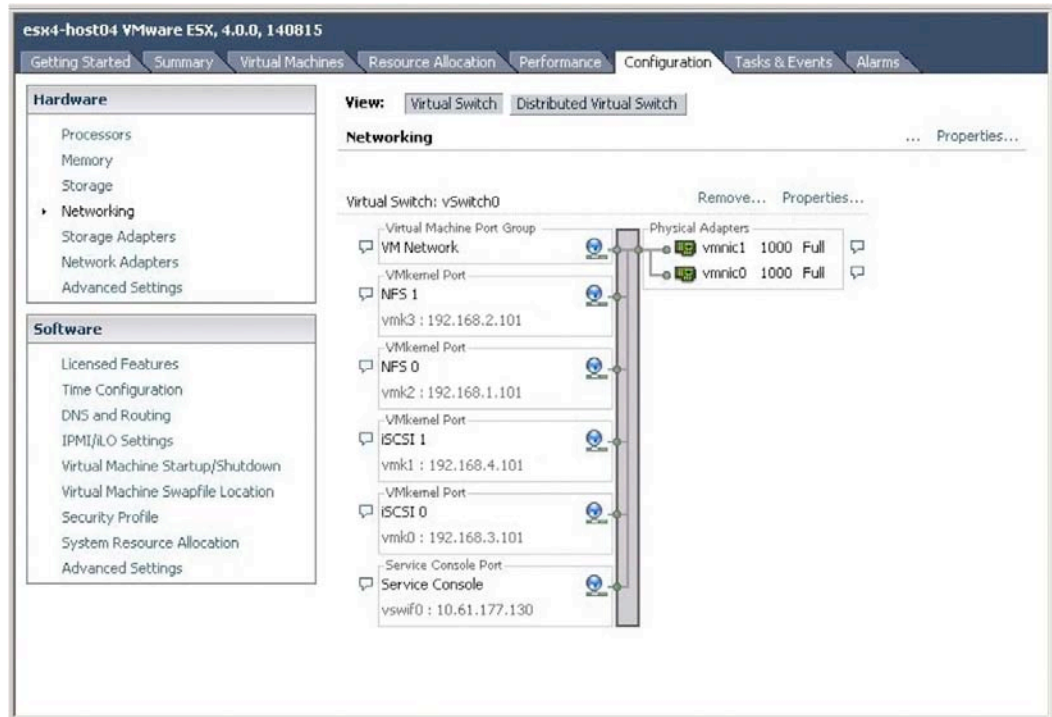 esx4-host04 VMware ESX, 4.0.0, 140815
Getting Started Summary Virtual Machines Resource Allocation Performance Configuration Tasks & Events Alarms
Hardware
Processors
Memory
Storage
Networking
Storage Adapters
Network Adapters
Advanced Settings
Software
Licensed Features
Time Configuration
DNS and Routing
IPMI/iLO Settings
Virtual Machine Startup/Shutdown
Virtual Machine Swapfile Location
Security Profile
System Resource Allocation
Advanced Settings
View: Virtual Switch Distributed Virtual Switch
Networking ... Properties...
Virtual Switch: vSwitch0 Remove... Properties...
Virtual Machine Port Group
VM Network
VMkernel Port
NFS 1
vmk3 : 192.168.2.101
VMkernel Port
NFS 0
vmk2 : 192.168.1.101
VMkernel Port
iSCSI 1
vmk1 : 192.168.4.101
VMkernel Port
iSCSI 0
vmk0 : 192.168.3.101
Service Console Port
Service Console
vswif0 : 10.61.177.130
Physical Adapters
vmnic1 1000 Full
vmnic0 1000 Full